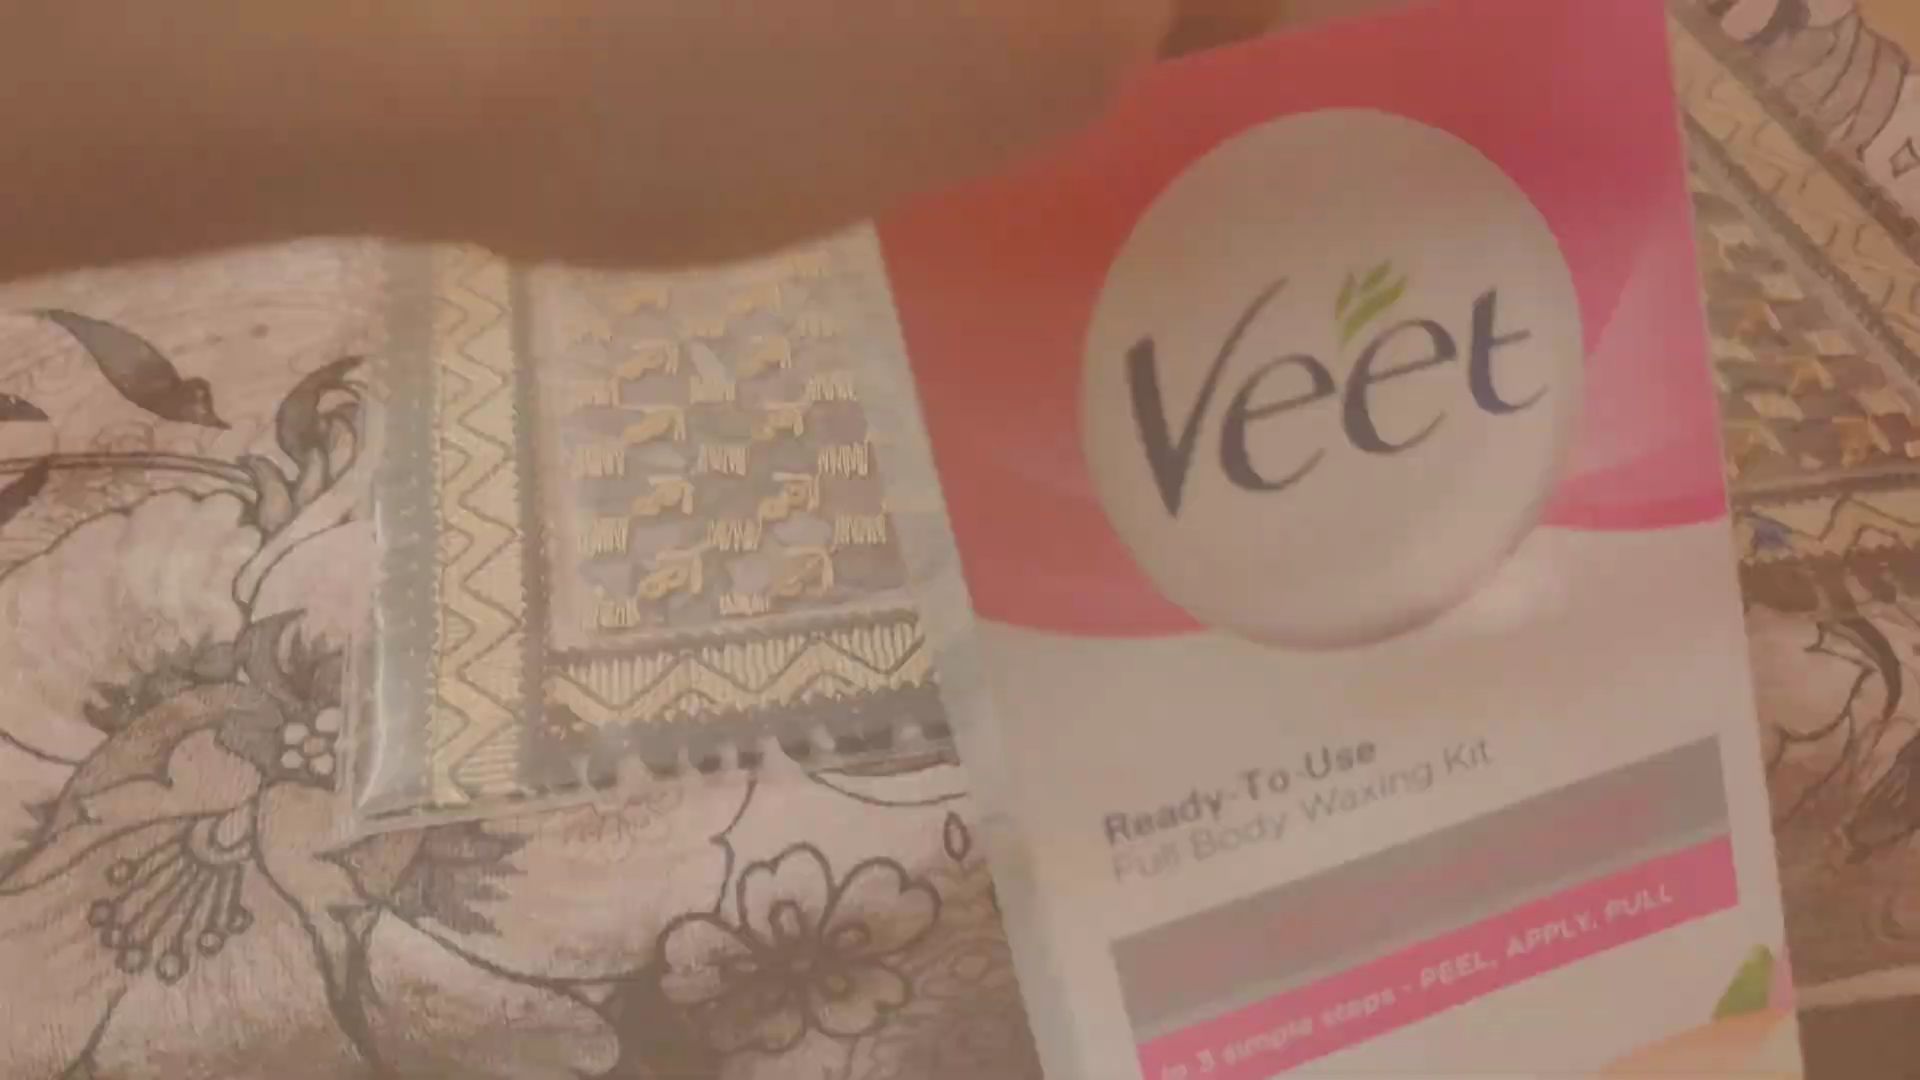 Veet
Ready-To-Use
Full Body Waxing Kit
In 3 simple steps - PEEL, APPLY, PULL